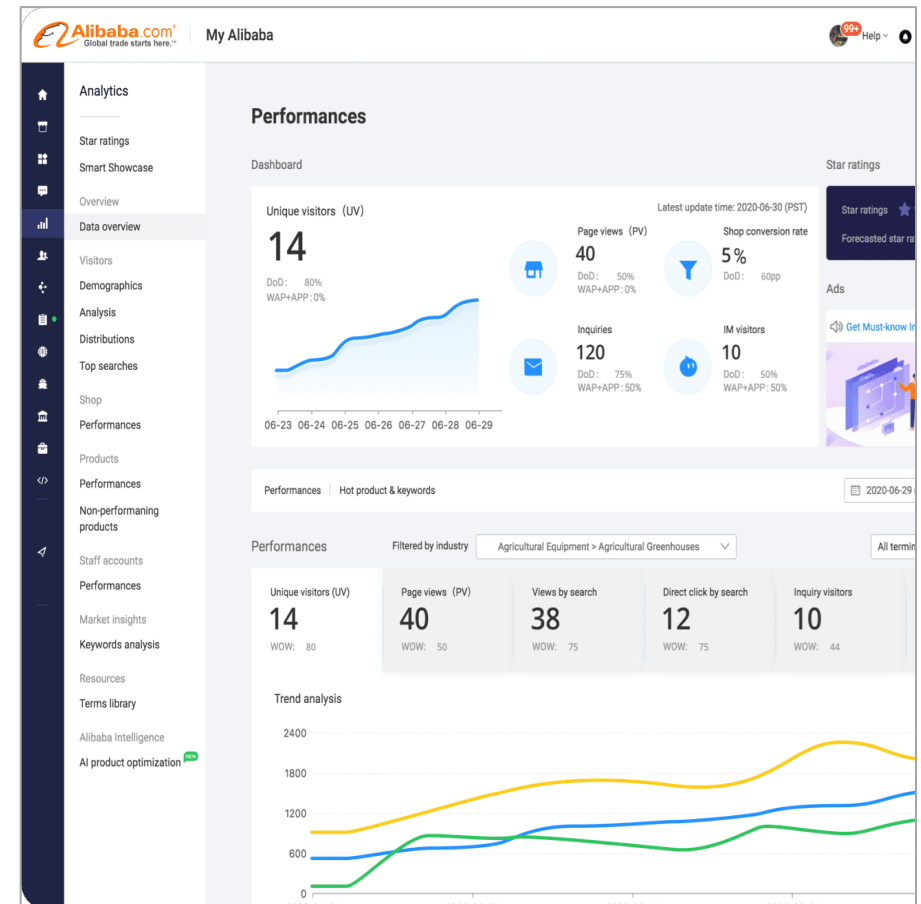 Alibaba.com®
Global trade starts here.™
My Alibaba
99+
Help
Analytics
Star ratings
Smart Showcase
Overview
Data overview
Visitors
Demographics
Analysis
Distributions
Top searches
Shop
Performances
Products
Performances
Non-performaning
products
Staff accounts
Performances
Market insights
Keywords analysis
Resources
Terms library
Alibaba Intelligence
AI product optimization
NEW
Performances
Dashboard
Unique visitors (UV)
14
DoD: 80%
WAP+APP:0%
06-23 06-24 06-25 06-26 06-27 06-28 06-29
Latest update time: 2020-06-30 (PST)
Page views (PV)
40
DoD: 50%
WAP+APP:0%
Shop conversion rate
5%
DoD: 60pp
Inquiries
120
DoD: 75%
WAP+APP:50%
IM visitors
10
DoD: 50%
WAP+APP:50%
Star ratings
Star ratings
Forecasted star
Ads
Get Must-know
Performances
Hot product & keywords
2020-06-29
Performances
Filtered by industry
Agricultural Equipment > Agricultural Greenhouses
All
Unique visitors (UV)
14
WOW: 80
Page views (PV)
40
WOW: 50
Views by search
38
WOW: 75
Direct click by search
12
WOW: 75
Inquiry visitors
10
WOW: 44
Trend analysis
2400
1800
1200
600
0